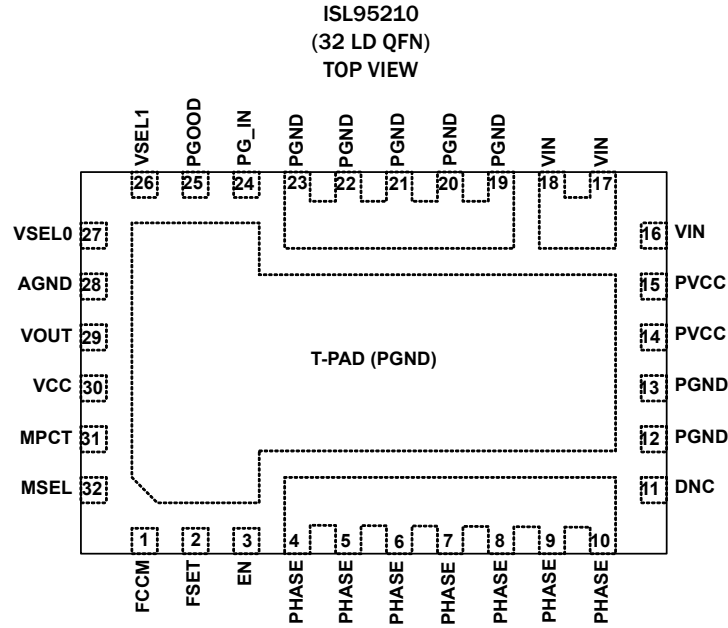 ISL95210
(32 LD QFN)
TOP VIEW
VSEL1
PGOOD
PG_IN
PGND
PGND
PGND
PGND
PGND
VIN
VIN
26 25 24 23 22 21 20 19 18 17
VSEL0 27
16 VIN
AGND 28
15 PVCC
VOUT 29
14 PVCC
T-PAD (PGND)
VCC 30
13 PGND
MPCT 31
12 PGND
MSEL 32
11 DNC
1 2 3 4 5 6 7 8 9 10
FCCM
FSET
EN
PHASE
PHASE
PHASE
PHASE
PHASE
PHASE
PHASE